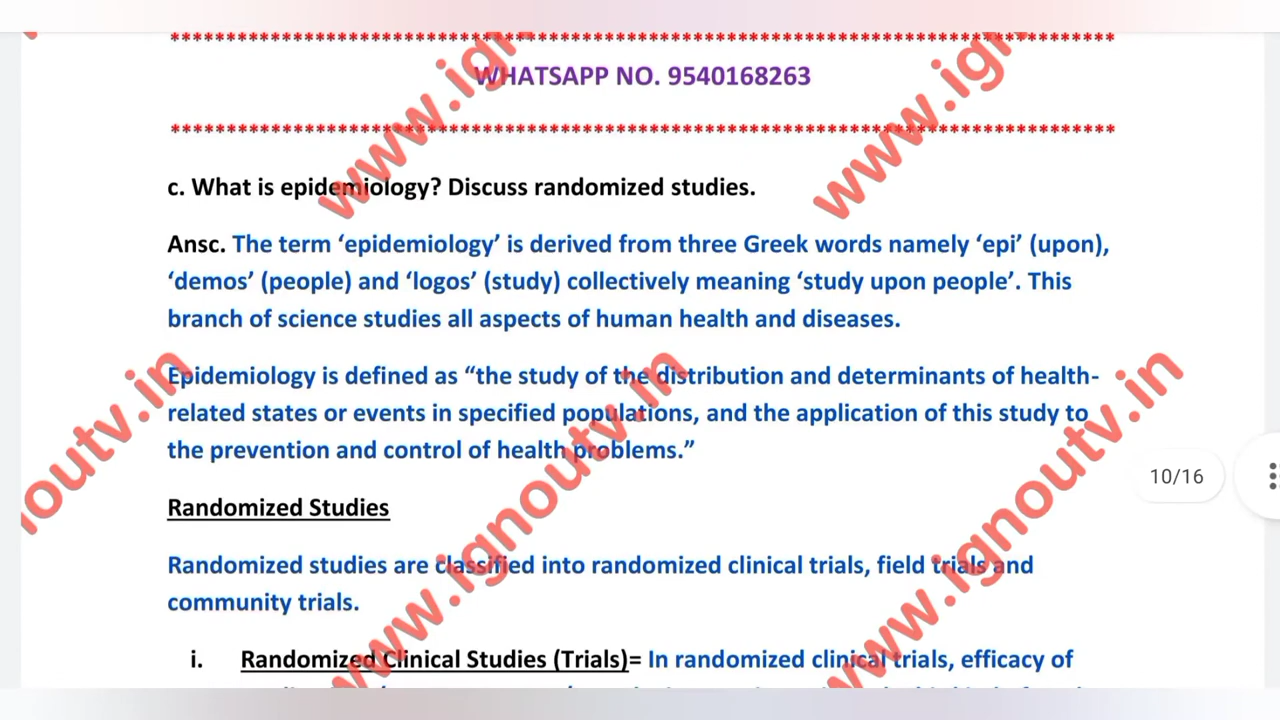 ********************************************************************************
WHATSAPP NO. 9540168263
********************************************************************************
c. What is epidemiology? Discuss randomized studies.
Ansc. The term ‘epidemiology’ is derived from three Greek words namely ‘epi’ (upon),
‘demos’ (people) and ‘logos’ (study) collectively meaning ‘study upon people’. This
branch of science studies all aspects of human health and diseases.
Epidemiology is defined as “the study of the distribution and determinants of health-
related states or events in specified populations, and the application of this study to
the prevention and control of health problems.”
10/16
Randomized Studies
Randomized studies are classified into randomized clinical trials, field trials and
community trials.
i. Randomized Clinical Studies (Trials)= In randomized clinical trials, efficacy of
www.ign
www.ign
noutv.in
www.ignoutv.in
www.ignoutv.in